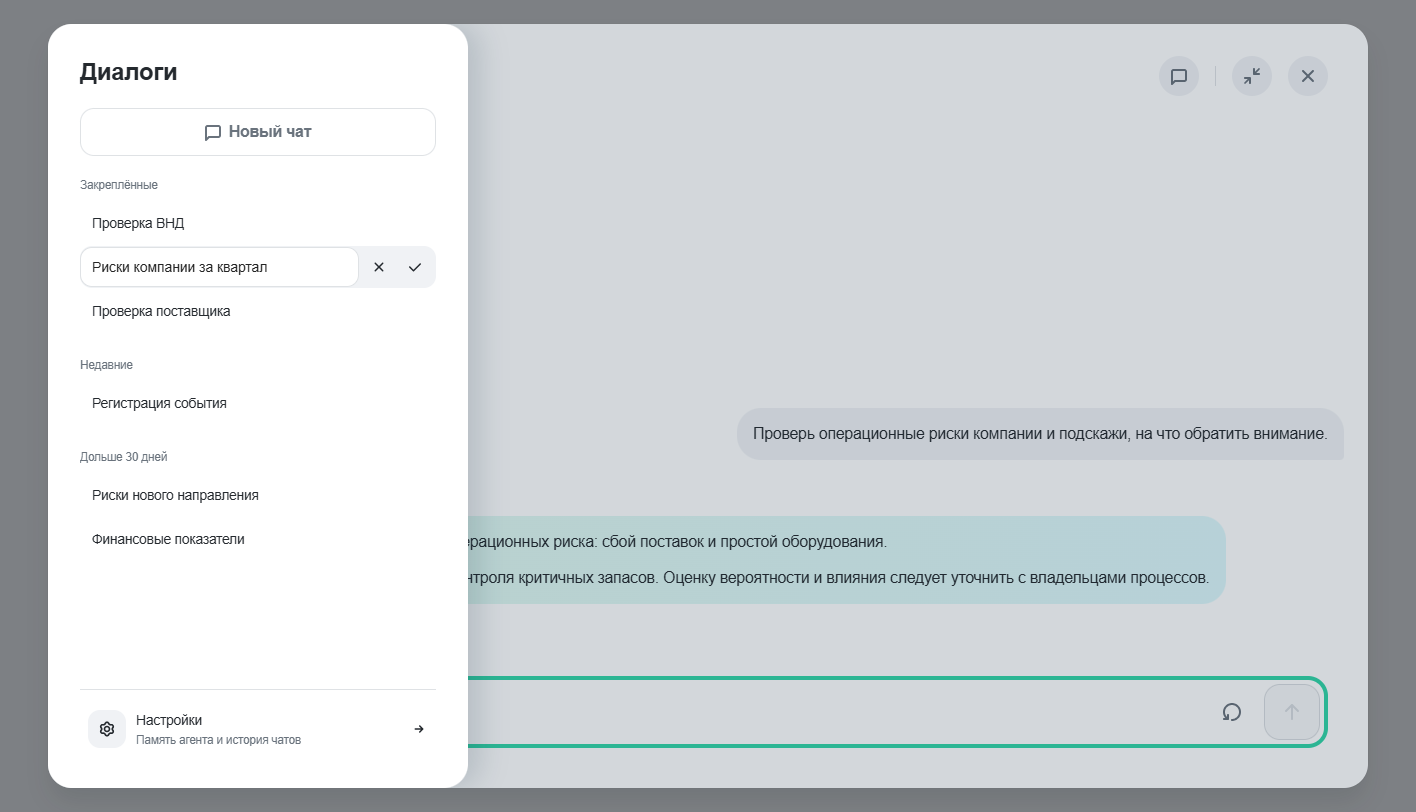 Диалоги
Новый чат
Закреплённые
Проверка ВНД
Риски компании за квартал
Проверка поставщика
Недавние
Регистрация события
Дольше 30 дней
Риски нового направления
Финансовые показатели
Настройки
Память агента и история чатов
Проверь операционные риски компании и подскажи, на что обратить внимание.
риска: сбой поставок и простой оборудования.
критичных запасов. Оценку вероятности и влияния следует уточнить с владельцами процессов.